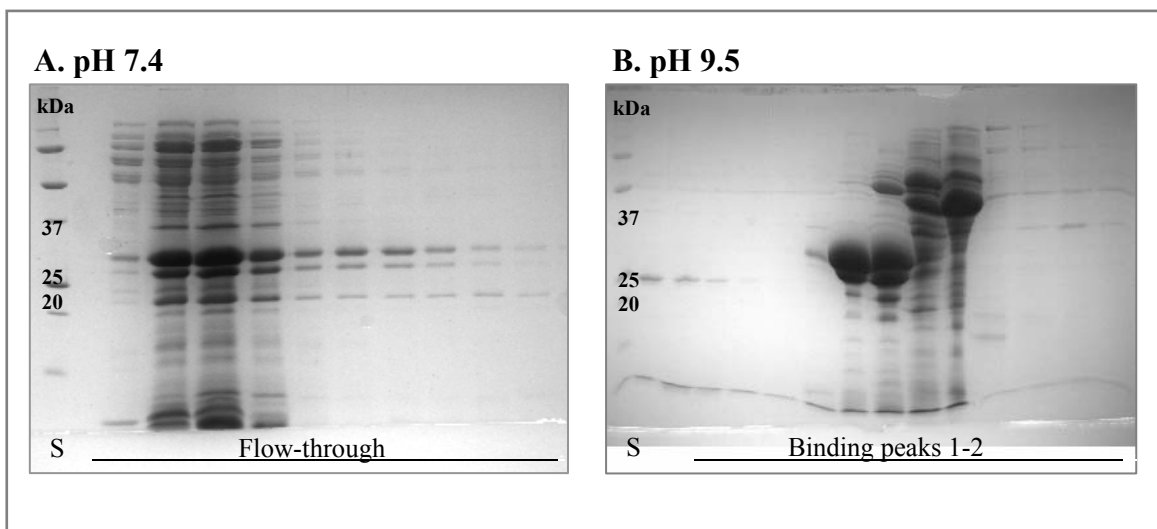 A. pH 7.4
kDa
37
25
20
S Flow-through
B. pH 9.5
kDa
37
25
20
S Binding peaks 1-2